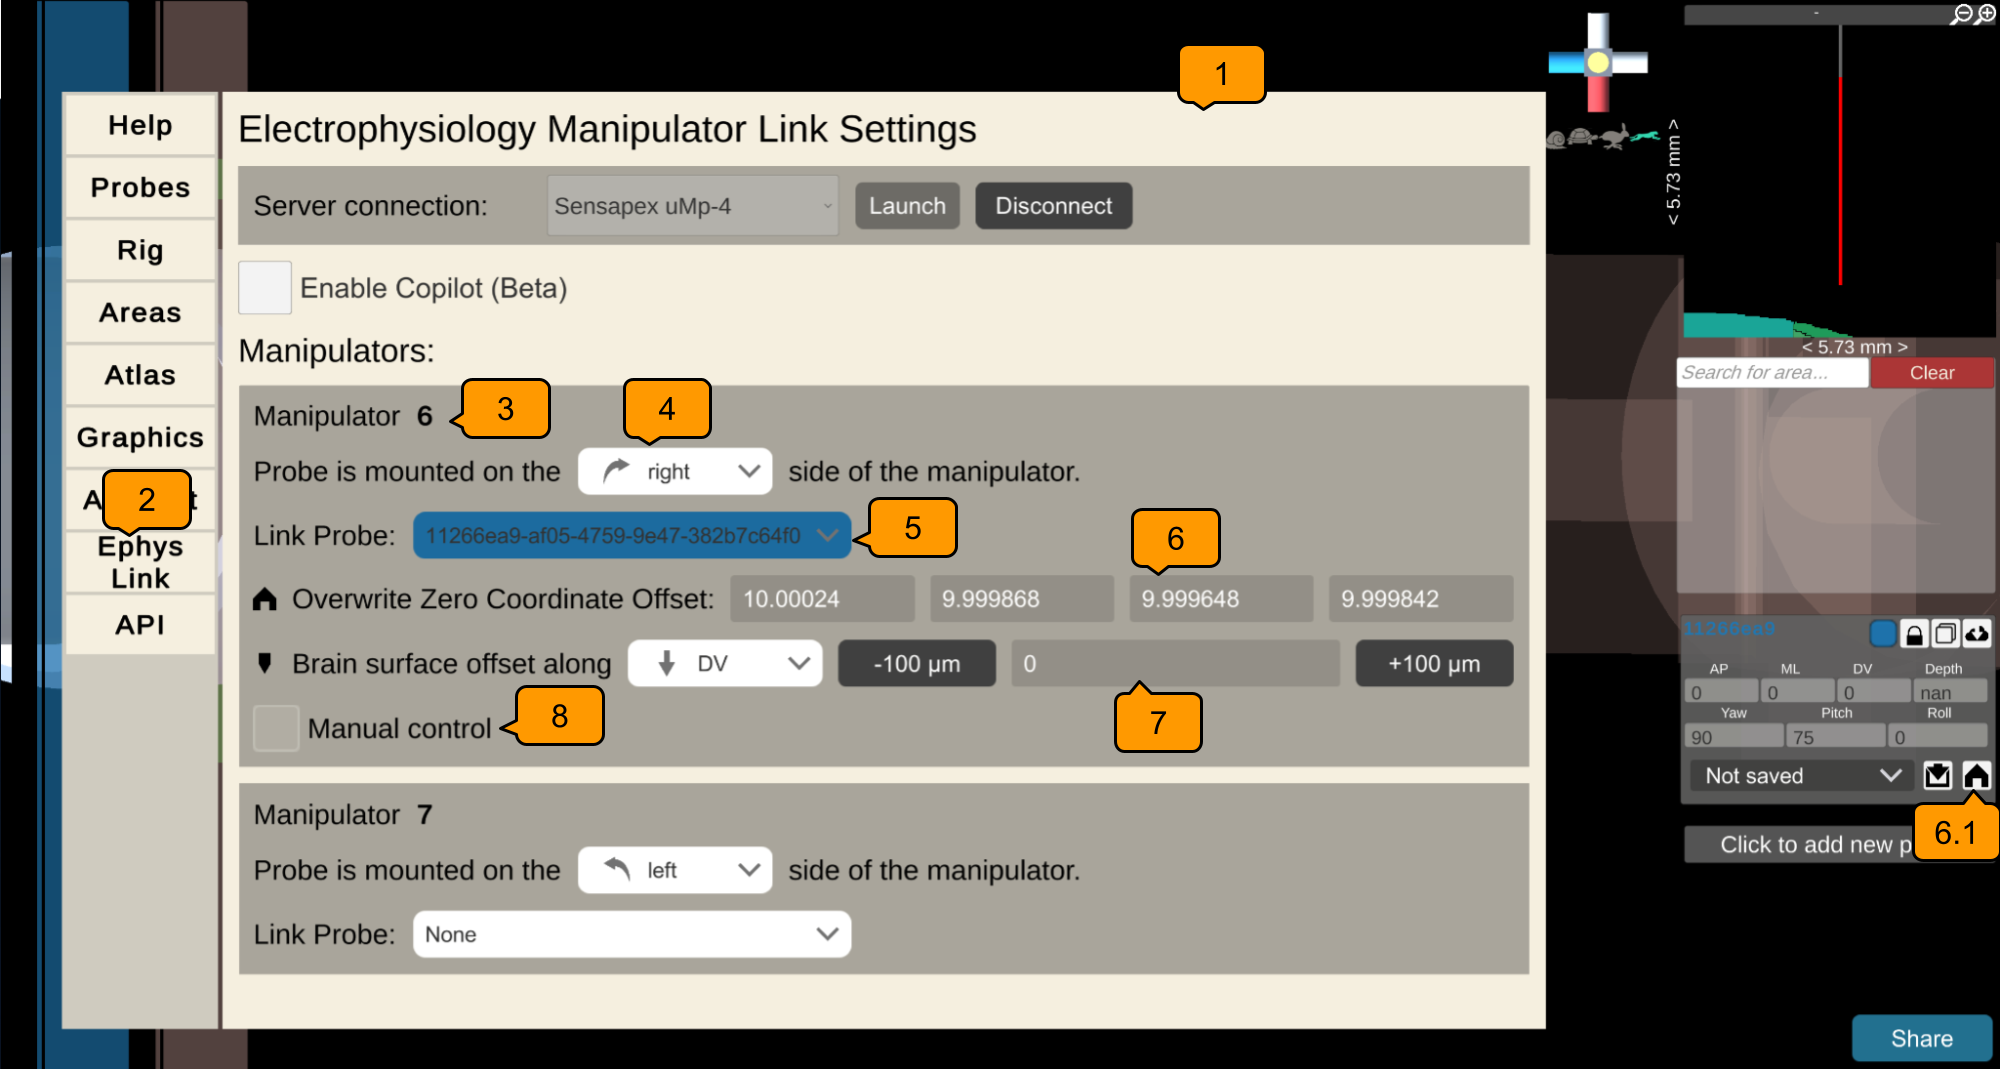 1
Help
Probes
Rig
Areas
Atlas
Graphics
2
Ephys
Link
API
Electrophysiology Manipulator Link Settings
Server connection: Sensapex uMp-4 Launch Disconnect
Enable Copilot (Beta)
Manipulators:
Manipulator 6 3 4
Probe is mounted on the right side of the manipulator.
Link Probe: 11266ea9-af05-4759-9e47-382b7c64f0 5 6
Overwrite Zero Coordinate Offset: 10.00024 9.999868 9.999648 9.999842
Brain surface offset along DV -100 µm 0 +100 µm
Manual control 8 7
Manipulator 7
Probe is mounted on the left side of the manipulator.
Link Probe: None
-
< 5.73 mm >
< 5.73 mm >
Search for area... Clear
11266ea9
AP ML DV Depth
0 0 0 nan
Yaw Pitch Roll
90 75 0
Not saved
6.1
Click to add new p
Share